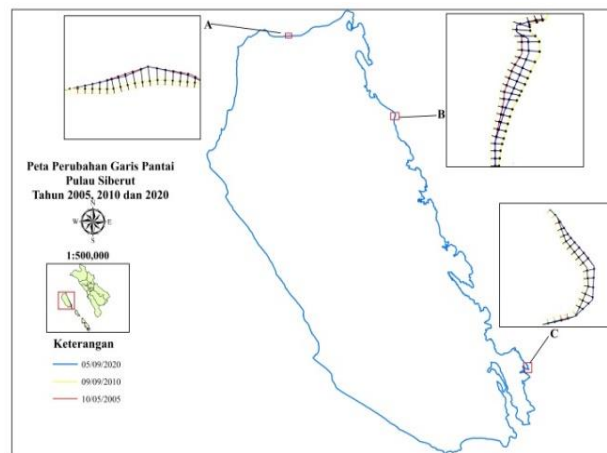 A
B
Peta Perubahan Garis Pantai
Pulau Siberut
Tahun 2005, 2010 dan 2020
N
W
E
S
1:500,000
C
Keterangan
05/09/2020
09/09/2010
10/05/2005